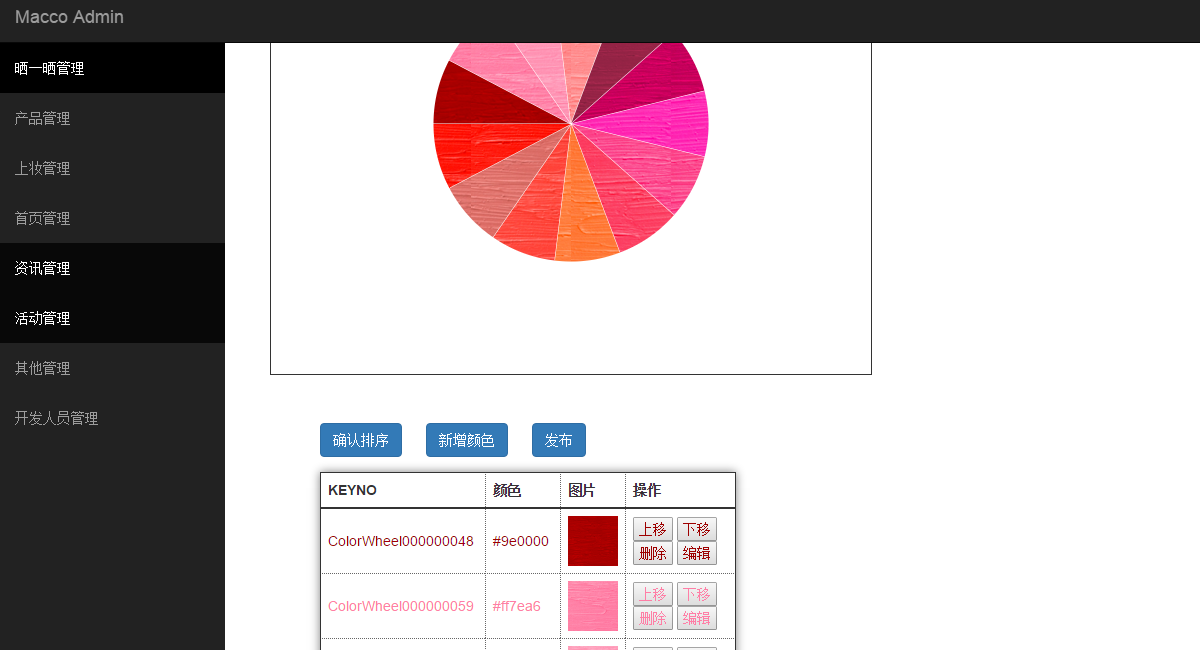 Macco Admin
晒一晒管理
产品管理
上妆管理
首页管理
资讯管理
活动管理
其他管理
开发人员管理
确认排序 新增颜色 发布
KEYNO 颜色 图片 操作
ColorWheel000000048 #9e0000 上移 下移
删除 编辑
ColorWheel000000059 #ff7ea6 上移 下移
删除 编辑